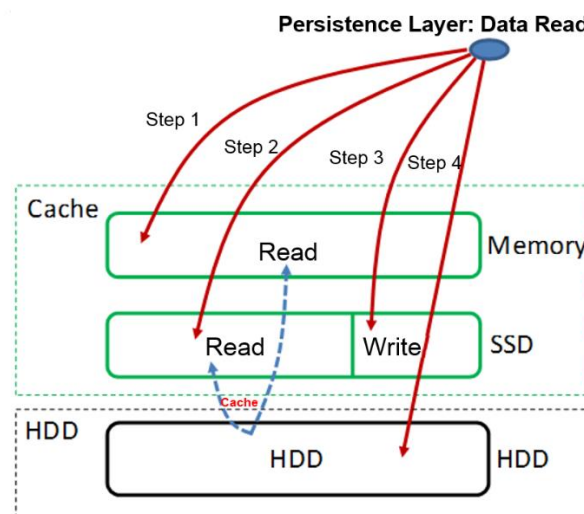 Persistence Layer: Data Read
Step 1
Step 2
Step 3
Step 4
Cache
Read
Memory
Read
Write
SSD
Cache
HDD
HDD
HDD